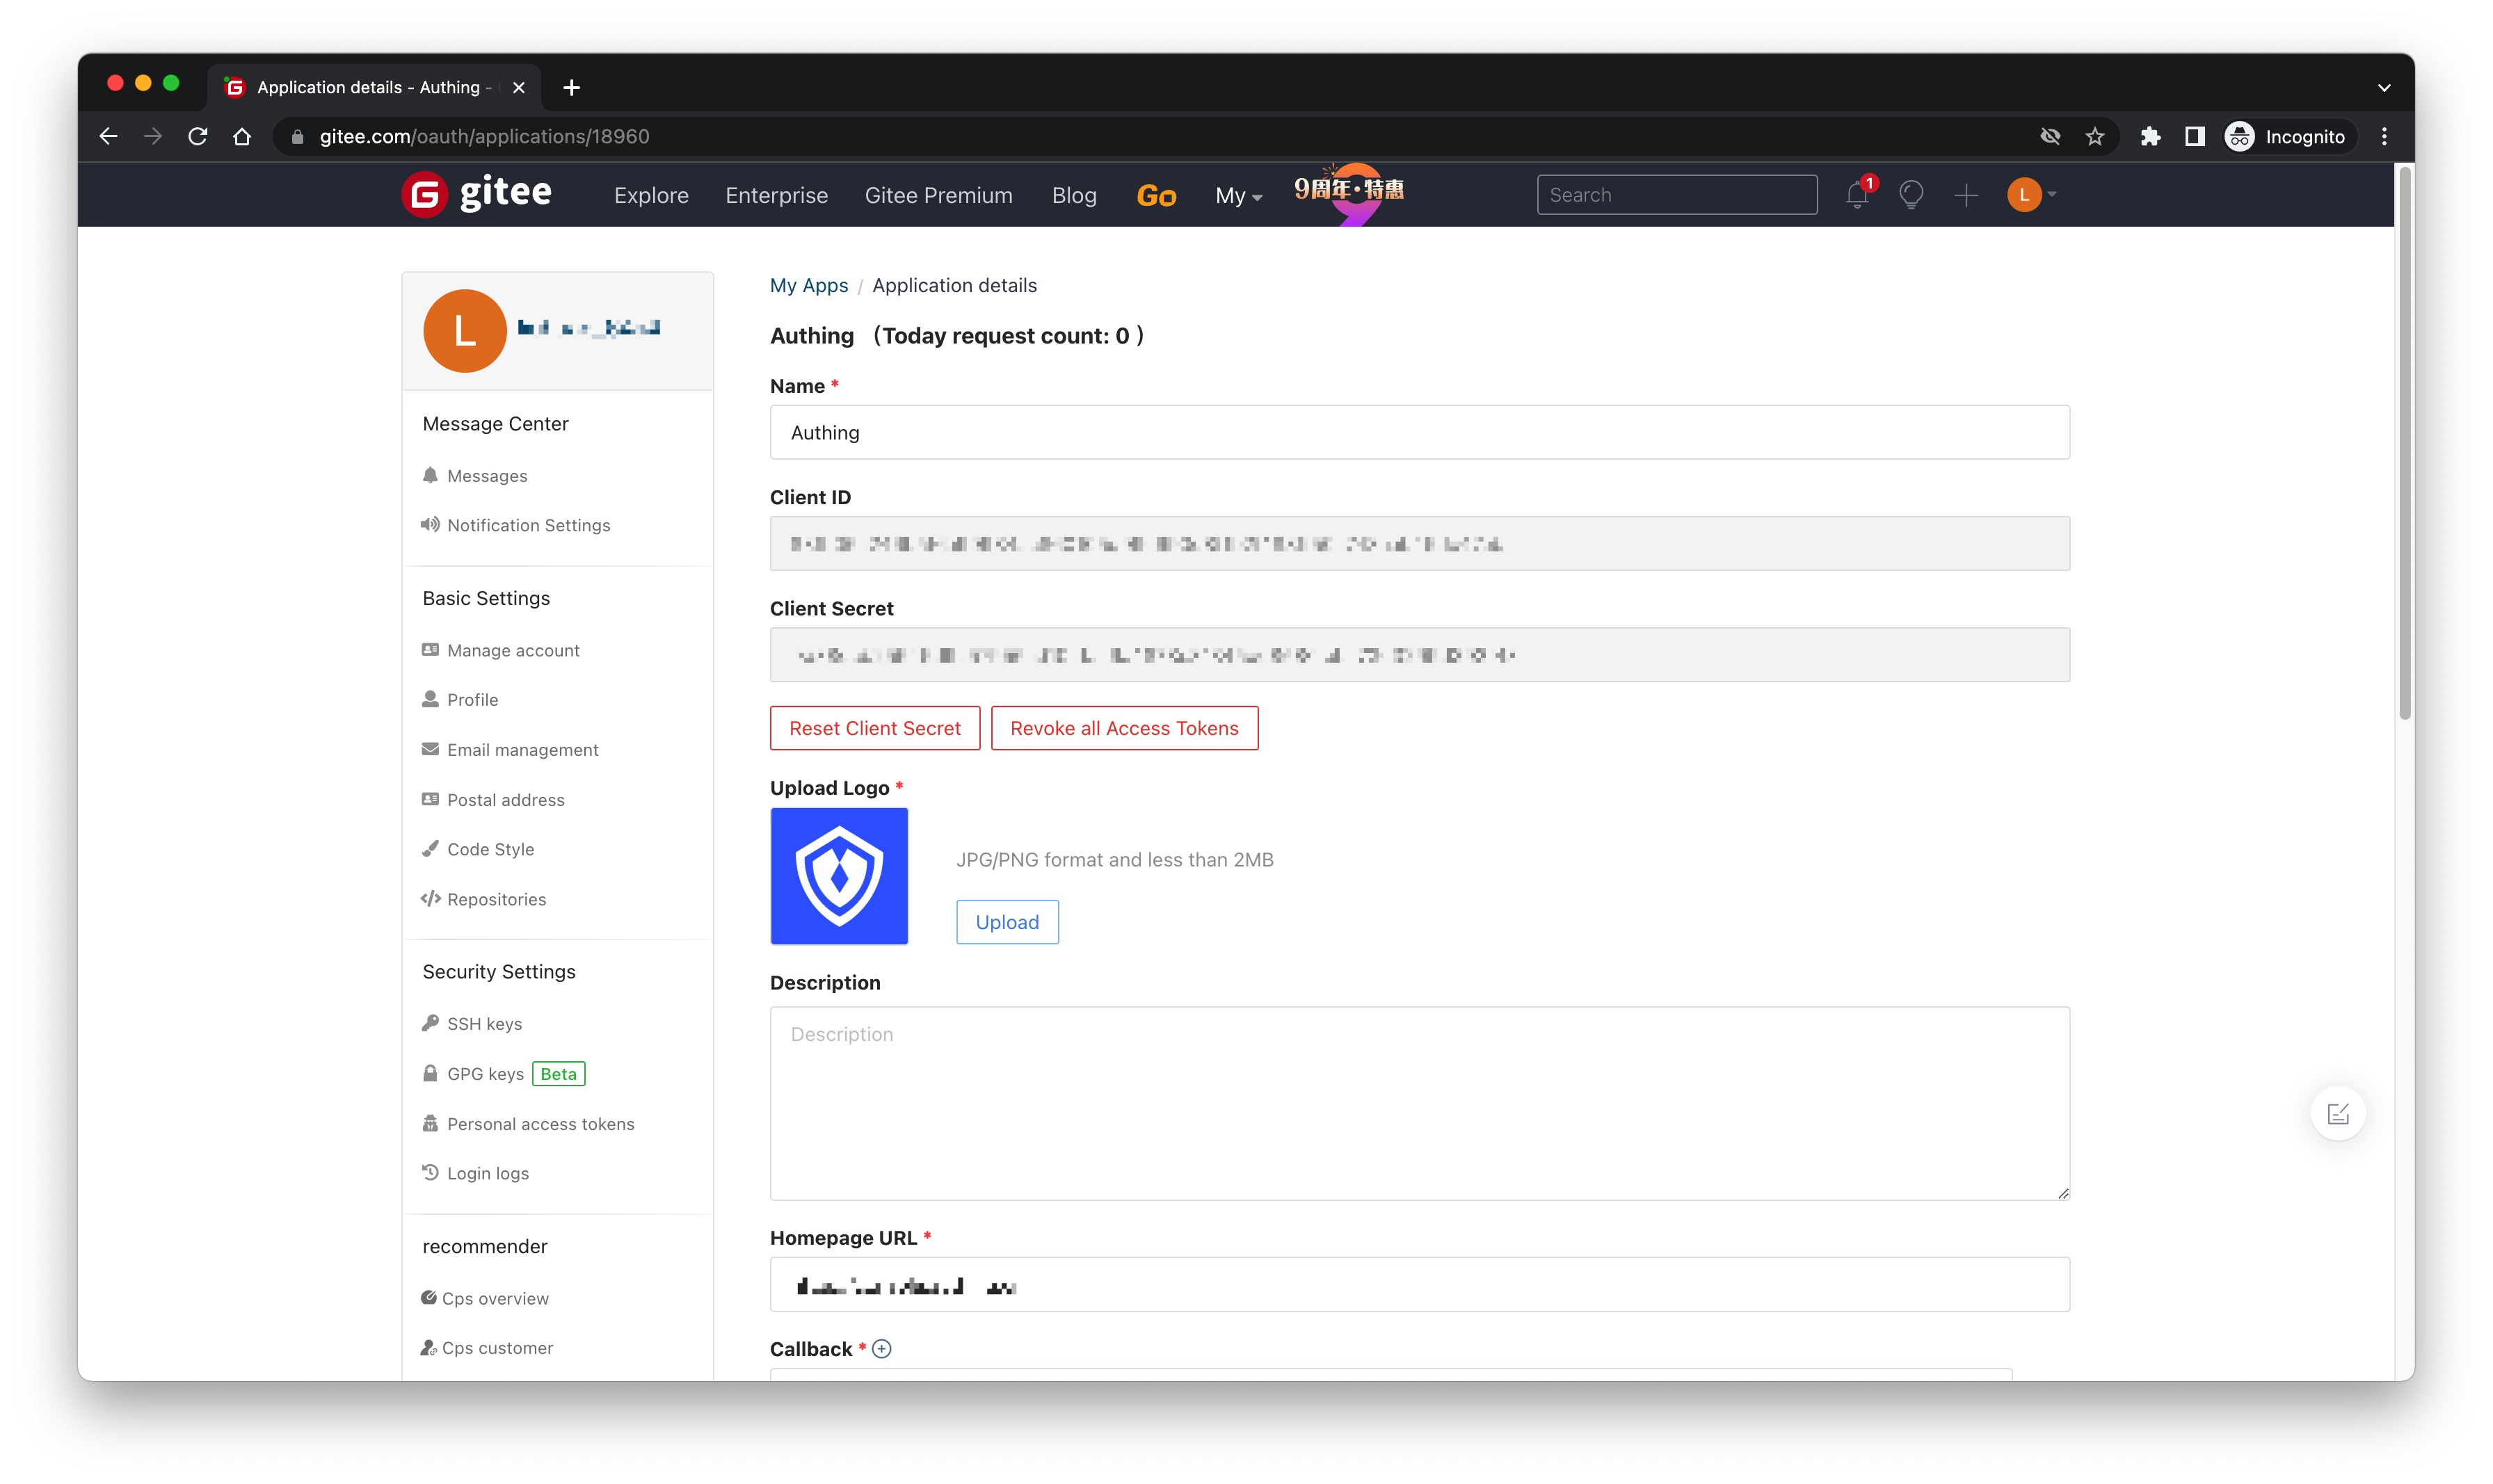 Application details - Authing -
gitee.com/oauth/applications/18960
Incognito
gitee
Explore
Enterprise
Gitee Premium
Blog
Go
My
9周年·特惠
Search
1
L
L
Message Center
Messages
Notification Settings
Basic Settings
Manage account
Profile
Email management
Postal address
Code Style
Repositories
Security Settings
SSH keys
GPG keys Beta
Personal access tokens
Login logs
recommender
Cps overview
Cps customer
My Apps / Application details
Authing （Today request count: 0 ）
Name *
Authing
Client ID
Client Secret
Reset Client Secret
Revoke all Access Tokens
Upload Logo *
JPG/PNG format and less than 2MB
Upload
Description
Description
Homepage URL *
Callback *